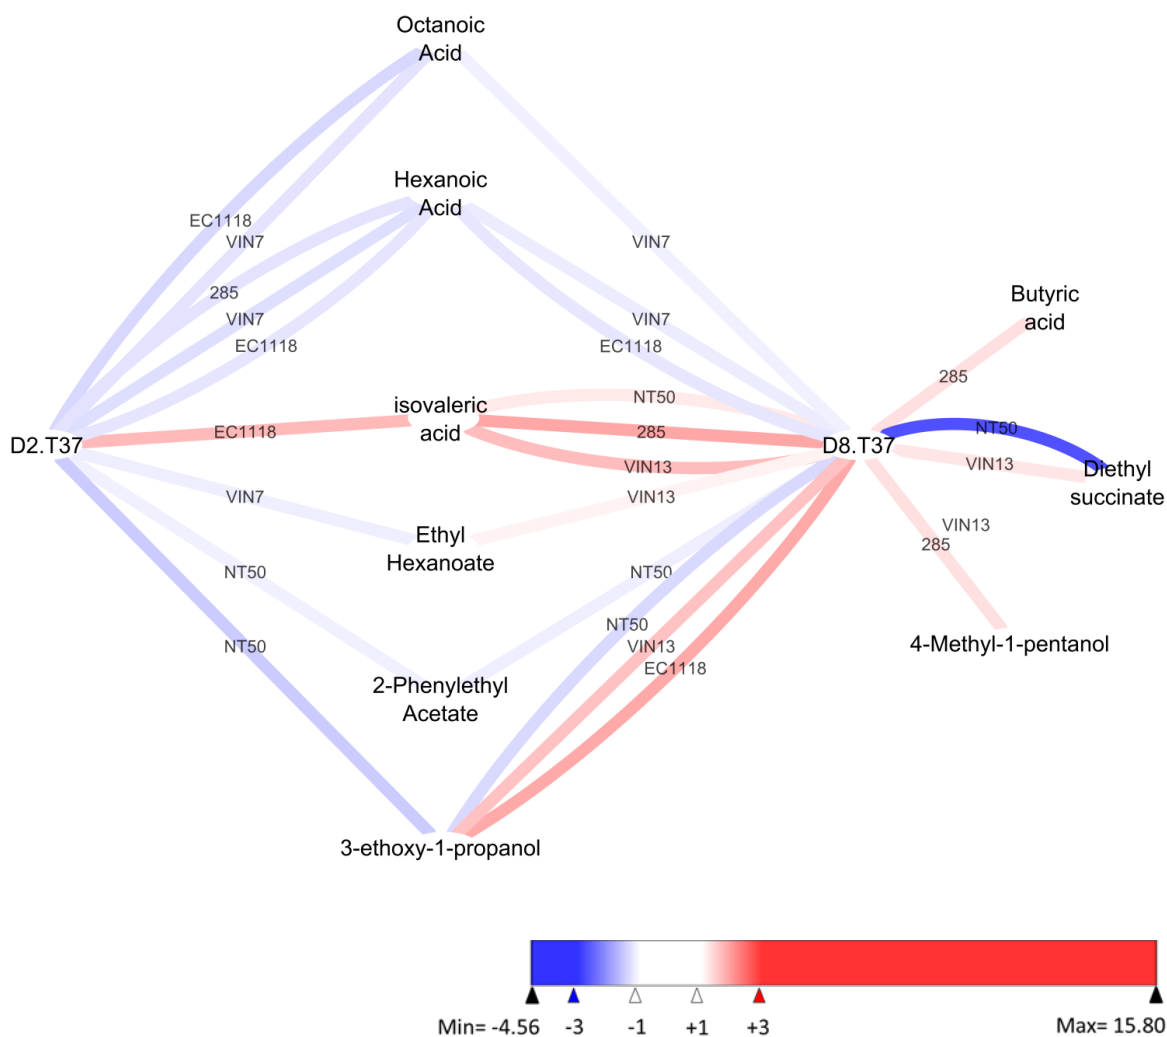 Octanoic
Acid
EC1118
VIN7
VIN7
Hexanoic
Acid
285
VIN7
EC1118
VIN7
EC1118
Butyric
acid
285
isovaleric
acid
D2.T37
EC1118
NT50
285
VIN13
D8.T37
NT50
VIN13
Diethyl
succinate
VIN7
VIN13
Ethyl
Hexanoate
VIN13
285
NT50
NT50
4-Methyl-1-pentanol
2-Phenylethyl
Acetate
NT50
NT50
VIN13
EC1118
3-ethoxy-1-propanol
Min= -4.56 -3 -1 +1 +3 Max= 15.80